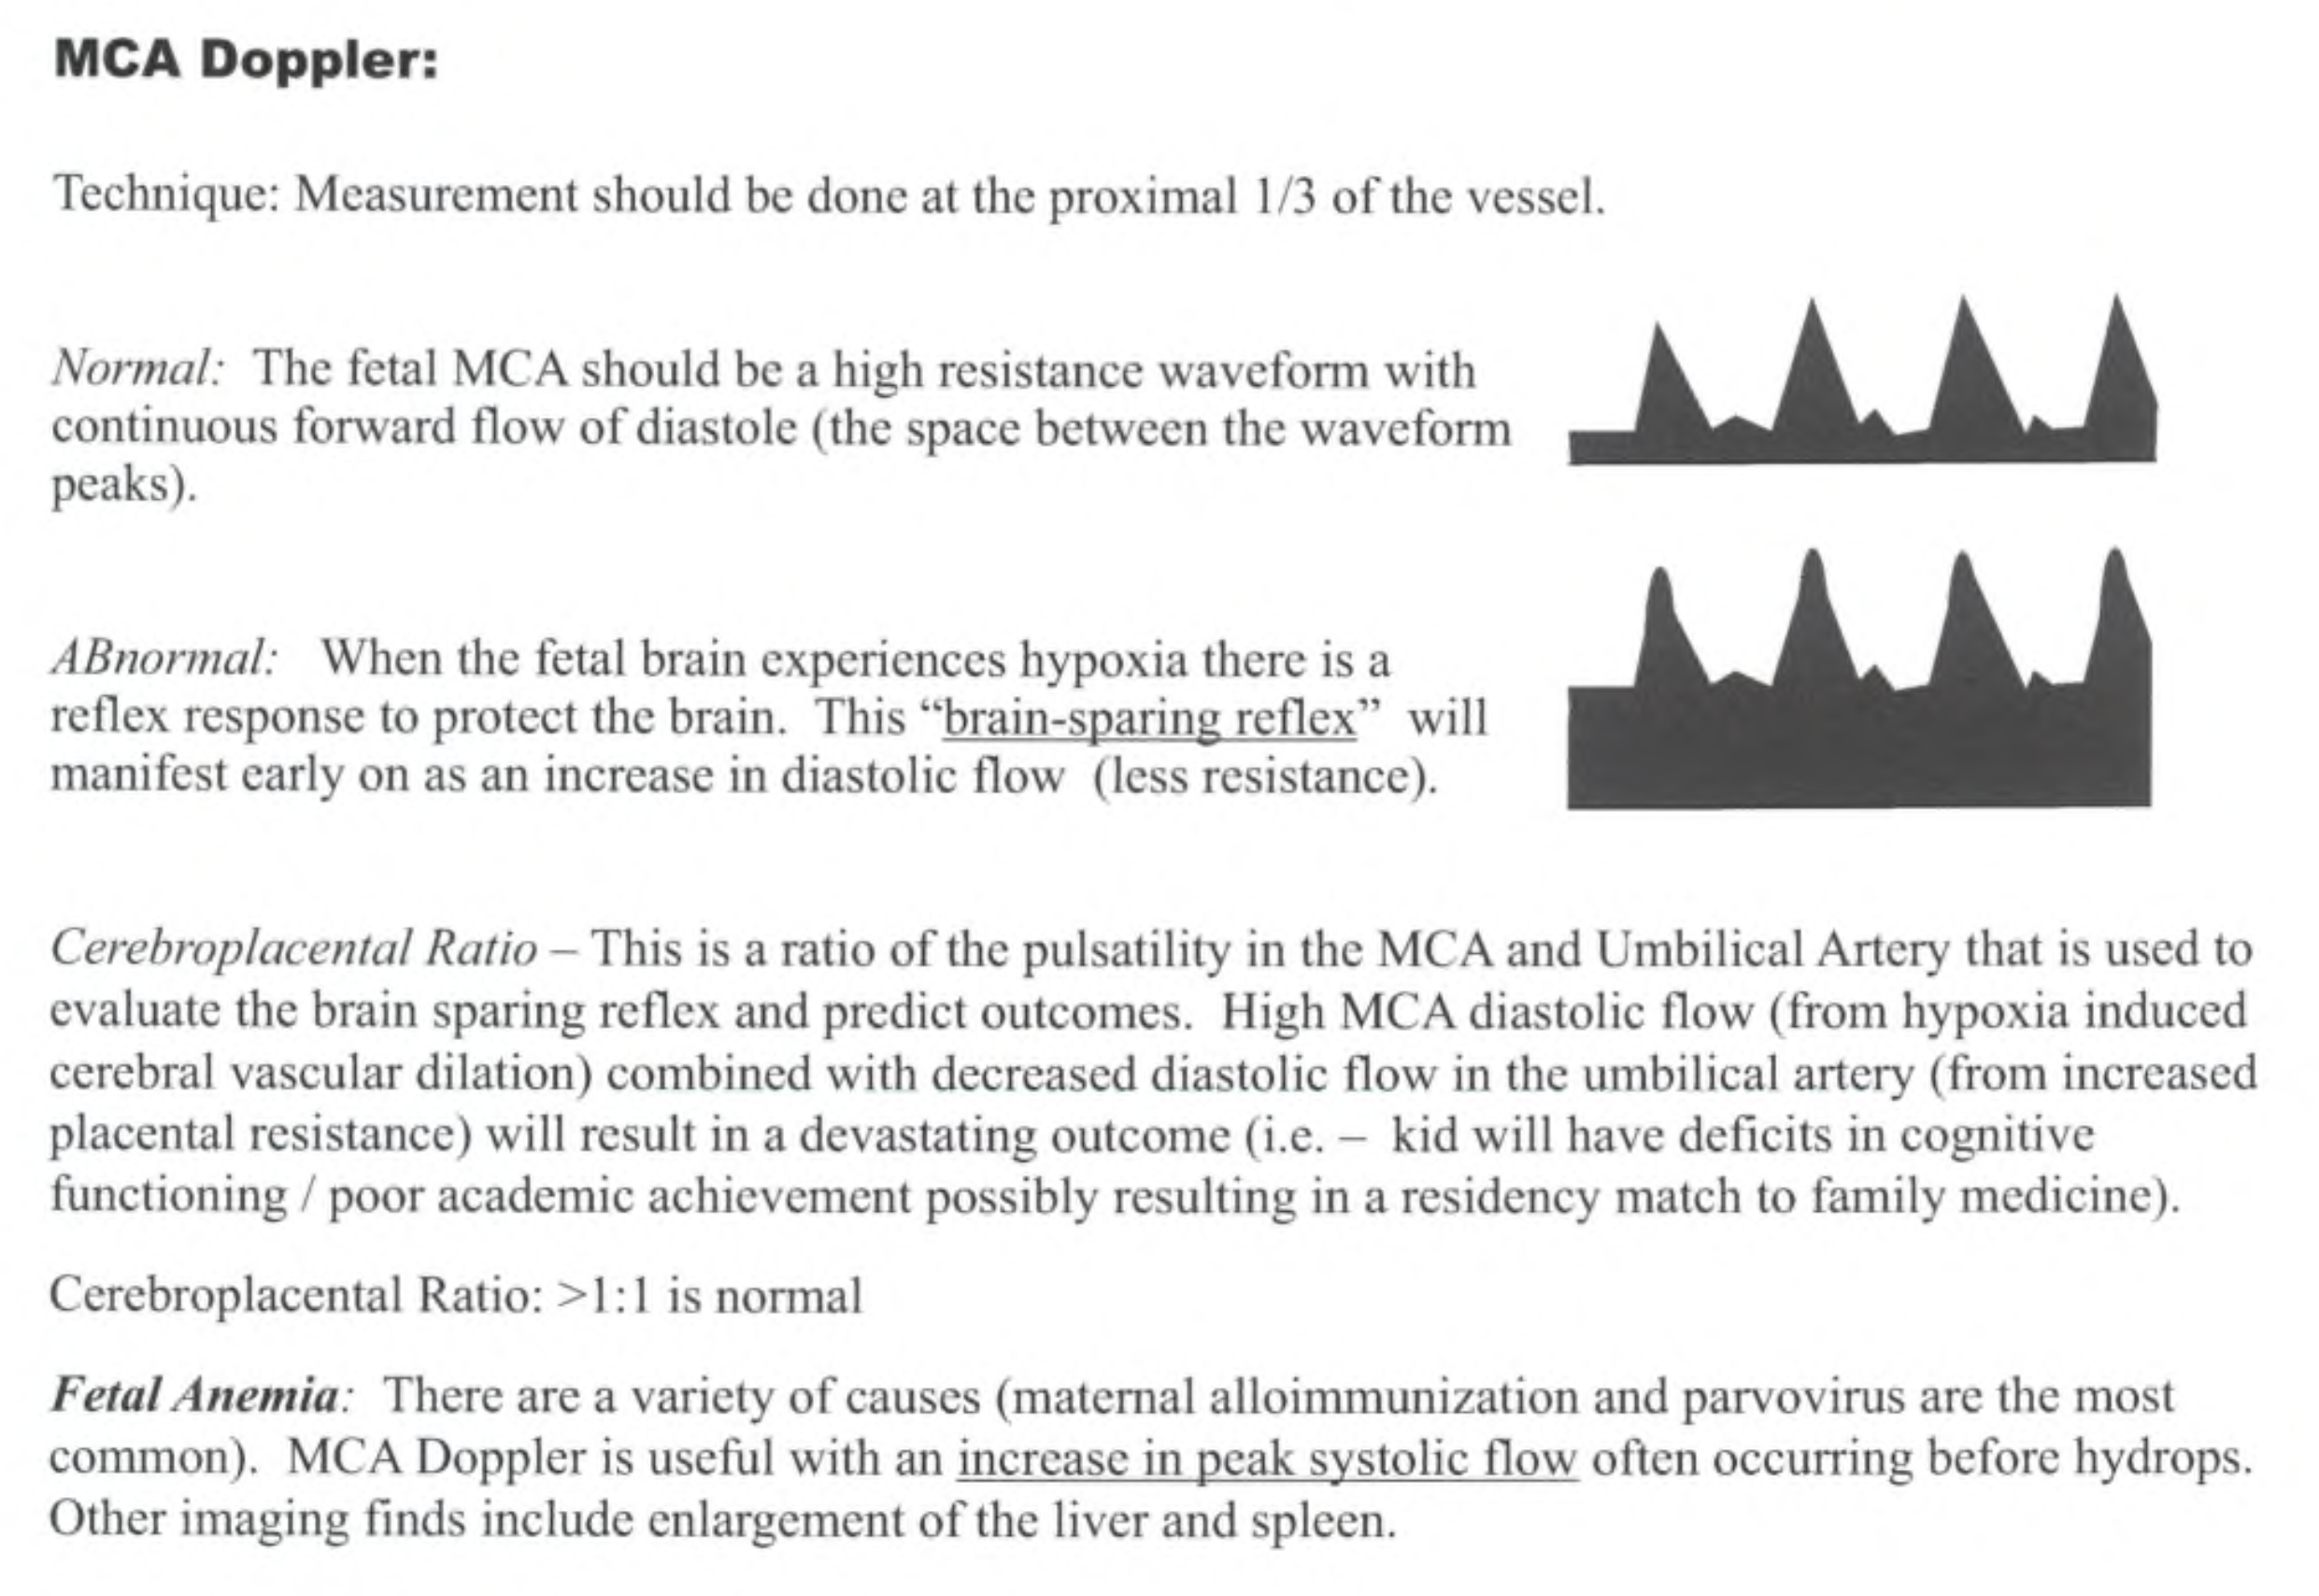 MCA Doppler:
Technique: Measurement should be done at the proximal 1/3 of the vessel.
Normal:  The fetal MCA should be a high resistance waveform with
continuous forward flow of diastole (the space between the waveform
peaks).
ABnormal:   When the fetal brain experiences hypoxia there is a
reflex response to protect the brain.  This “brain-sparing reflex”  will
manifest early on as an increase in diastolic flow  (less resistance).
Cerebroplacental Ratio – This is a ratio of the pulsatility in the MCA and Umbilical Artery that is used to
evaluate the brain sparing reflex and predict outcomes.  High MCA diastolic flow (from hypoxia induced
cerebral vascular dilation) combined with decreased diastolic flow in the umbilical artery (from increased
placental resistance) will result in a devastating outcome (i.e. –  kid will have deficits in cognitive
functioning / poor academic achievement possibly resulting in a residency match to family medicine).
Cerebroplacental Ratio: >1:1 is normal
Fetal Anemia:  There are a variety of causes (maternal alloimmunization and parvovirus are the most
common).  MCA Doppler is useful with an increase in peak systolic flow often occurring before hydrops.
Other imaging finds include enlargement of the liver and spleen.